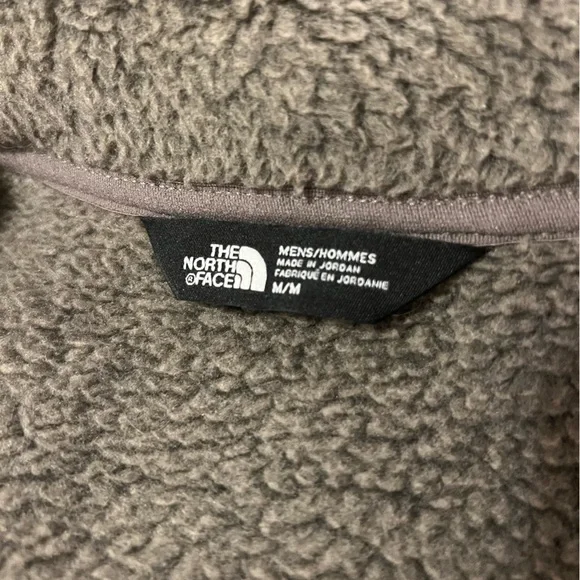 THE
NORTH
®FACE
MENS/HOMMES
MADE IN JORDAN
FABRIQUÉ EN JORDANIE
M/M